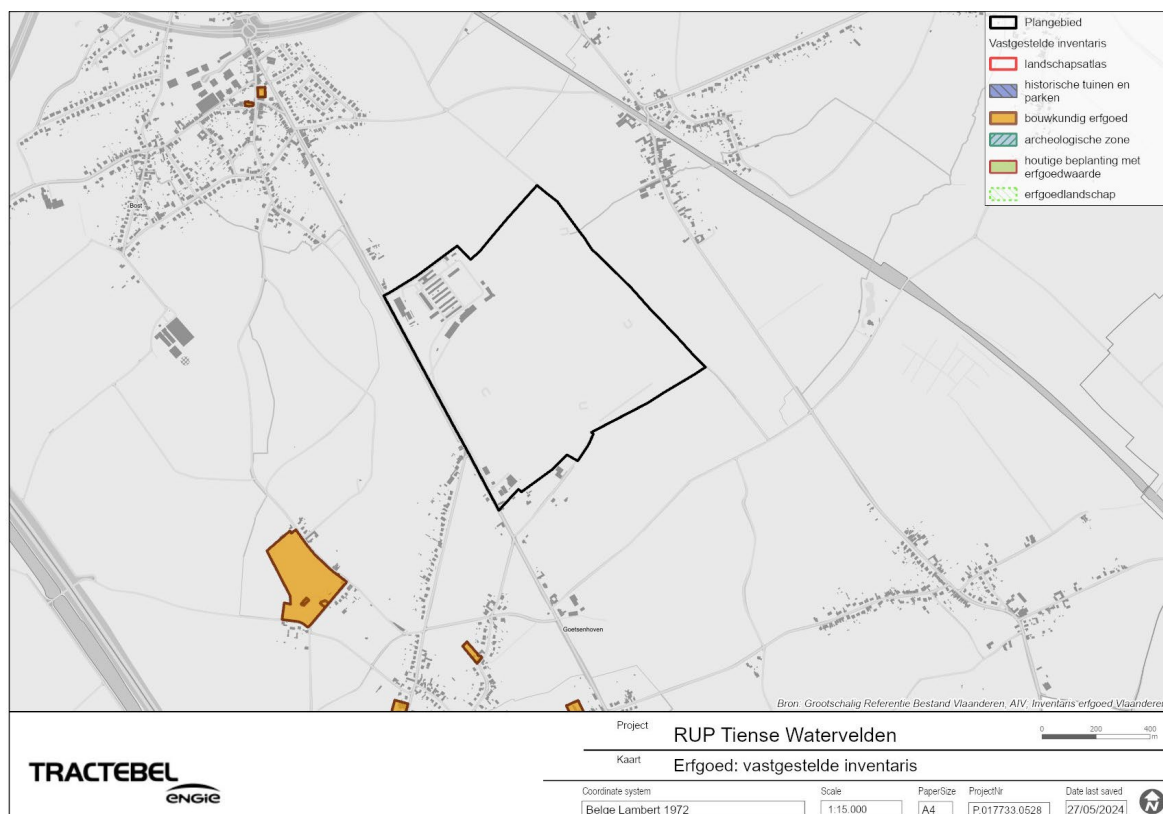 Plangebied
Vastgestelde inventaris
landschapsatlas
historische tuinen en
parken
bouwkundig erfgoed
archeologische zone
houtige beplanting met
erfgoedwaarde
erfgoedlandschap
Bost
Goetsenhoven
Bron: Grootschalig Referentie Bestand Vlaanderen, AIV, Inventaris erfgoed Vlaanderen
TRACTEBEL
ENGIE
Project RUP Tiense Watervelden
0 200 400
m
Kaart Erfgoed: vastgestelde inventaris
Coordinate system Scale PaperSize ProjectNr Date last saved
Belge Lambert 1972 1:15.000 A4 P.017733.0528 27/05/2024
N